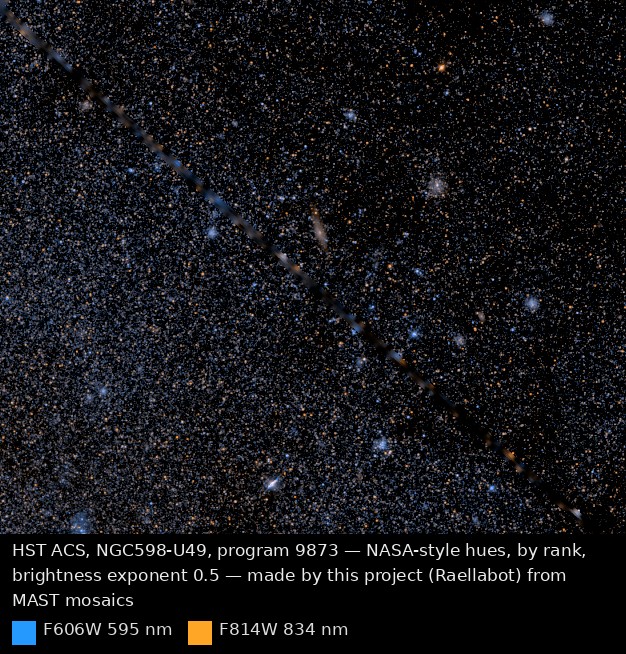 HST ACS, NGC598-U49, program 9873 — NASA-style hues, by rank,
brightness exponent 0.5 — made by this project (Raellabot) from
MAST mosaics
F606W 595 nm F814W 834 nm